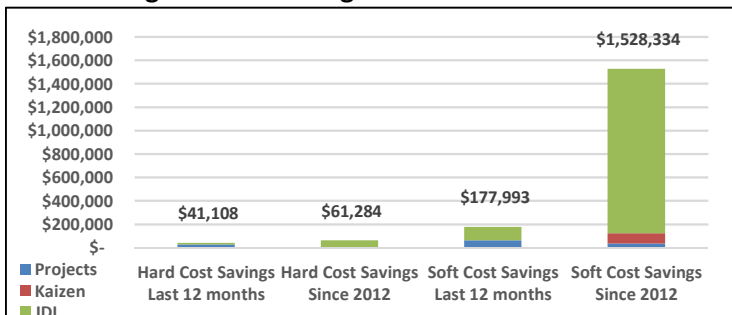 $1,800,000
$1,600,000
$1,400,000
$1,200,000
$1,000,000
$800,000
$600,000
$400,000
$200,000
$-
$41,108
$61,284
$177,993
$1,528,334
Hard Cost Savings
Last 12 months
Hard Cost Savings
Since 2012
Soft Cost Savings
Last 12 months
Soft Cost Savings
Since 2012
Projects
Kaizen